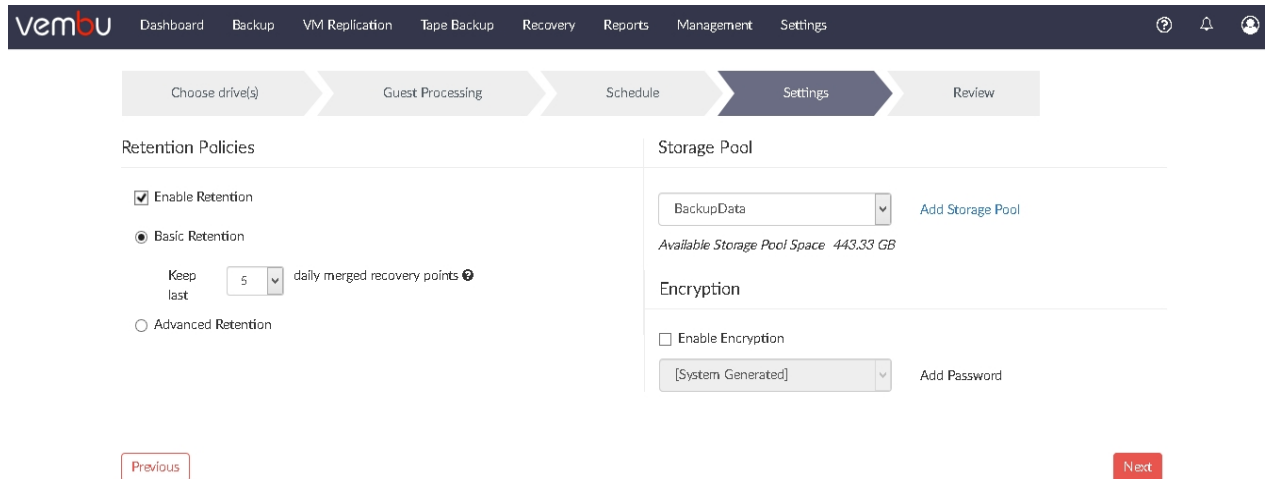 vembu Dashboard Backup VM Replication Tape Backup Recovery Reports Management Settings
Choose drive(s) Guest Processing Schedule Settings Review
Retention Policies
Enable Retention
Basic Retention
Keep last 5 daily merged recovery points
Advanced Retention
Storage Pool
BackupData Add Storage Pool
Available Storage Pool Space 443.33 GB
Encryption
Enable Encryption
[System Generated] Add Password
Previous Next